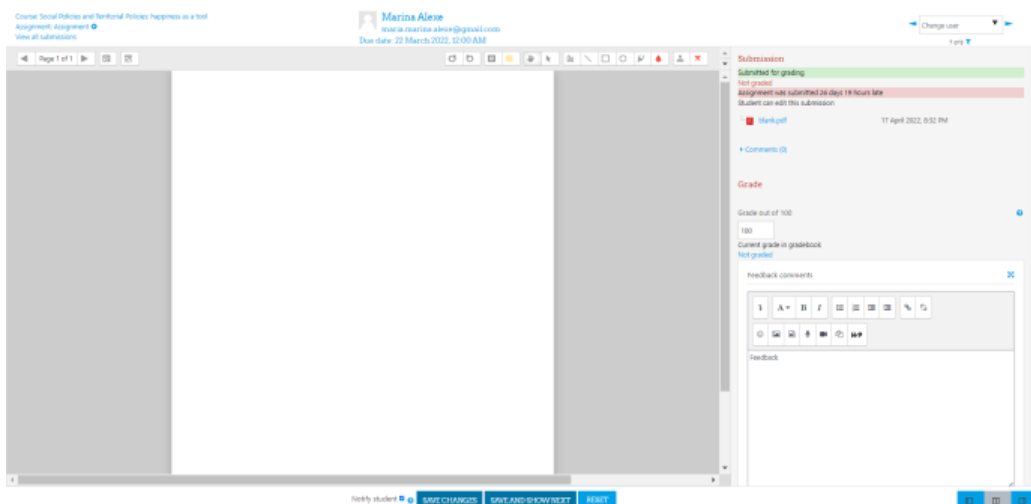 Course: Social Policies and Territorial Policies: happiness as a tool
Assignment: Assignment
View all submissions
Marina Alexe
maria.marina.alexe@gmail.com
Due date: 22 March 2022, 12:00 AM
Change user
Page 1 of 1
Submission
Submitted for grading
Not graded
Assignment was submitted 26 days 19 hours late
Student can edit this submission
blank.pdf 17 April 2022, 8:32 PM
Comments (0)
Grade
Grade out of 100
100
Current grade in gradebook
Not graded
Feedback comments
A B I
H-P
Feedback
Notify student SAVE CHANGES SAVE AND SHOW NEXT RESET